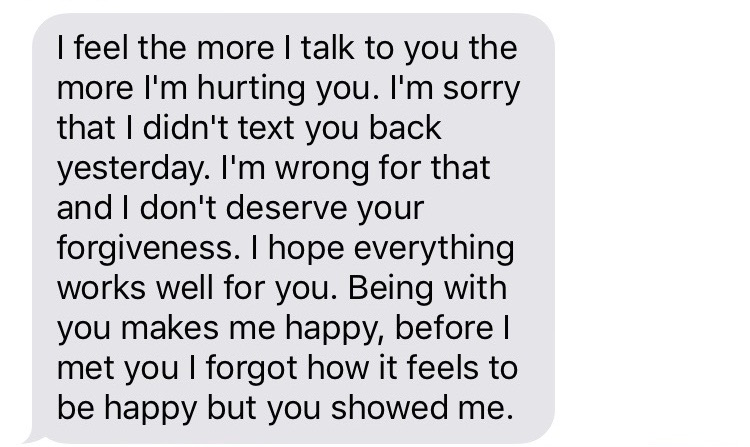 I feel the more I talk to you the
more I'm hurting you. I'm sorry
that I didn't text you back
yesterday. I'm wrong for that
and I don't deserve your
forgiveness. I hope everything
works well for you. Being with
you makes me happy, before I
met you I forgot how it feels to
be happy but you showed me.